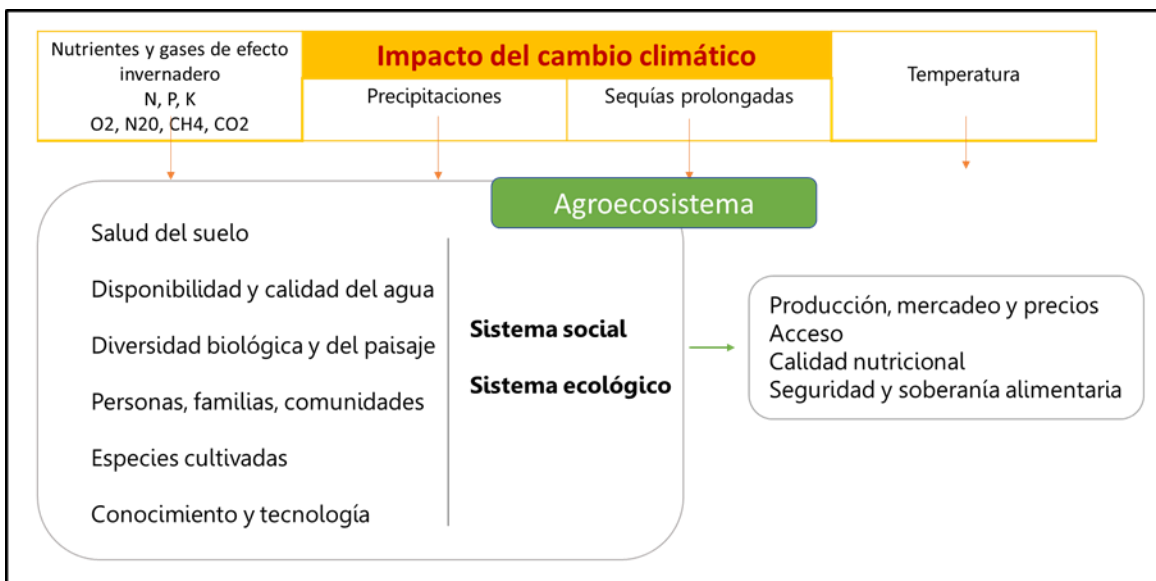 Nutrientes y gases de efecto
invernadero
N, P, K
O2, N20, CH4, CO2
Impacto del cambio climático
Precipitaciones
Sequías prolongadas
Temperatura
Agroecosistema
Salud del suelo
Disponibilidad y calidad del agua
Diversidad biológica y del paisaje
Personas, familias, comunidades
Especies cultivadas
Conocimiento y tecnología
Sistema social
Sistema ecológico
Producción, mercadeo y precios
Acceso
Calidad nutricional
Seguridad y soberanía alimentaria